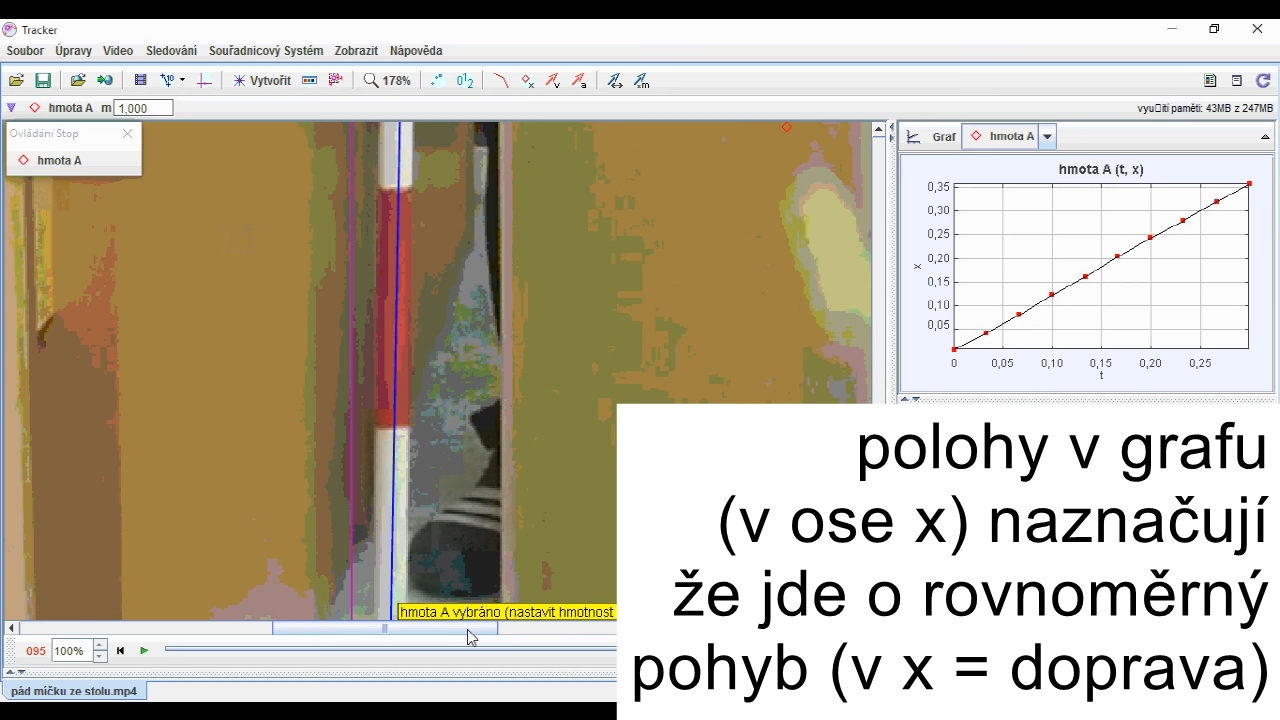 Tracker
Soubor Úpravy Video Sledování Souřadnicový Systém Zobrazit Nápověda
Vytvořit 178%
hmota A m 1,000
využití paměti: 43MB z 247MB
Ovládání Stop
hmota A
Graf hmota A
hmota A (t, x)
0,35
0,30
0,25
0,20
0,15
0,10
0,05
x
0 0,05 0,10 0,15 0,20 0,25
t
hmota A vybráno (nastavit hmotnost
095 100%
pád míčku ze stolu.mp4
polohy v grafu
(v ose x) naznačují
že jde o rovnoměrný
pohyb (v x = doprava)